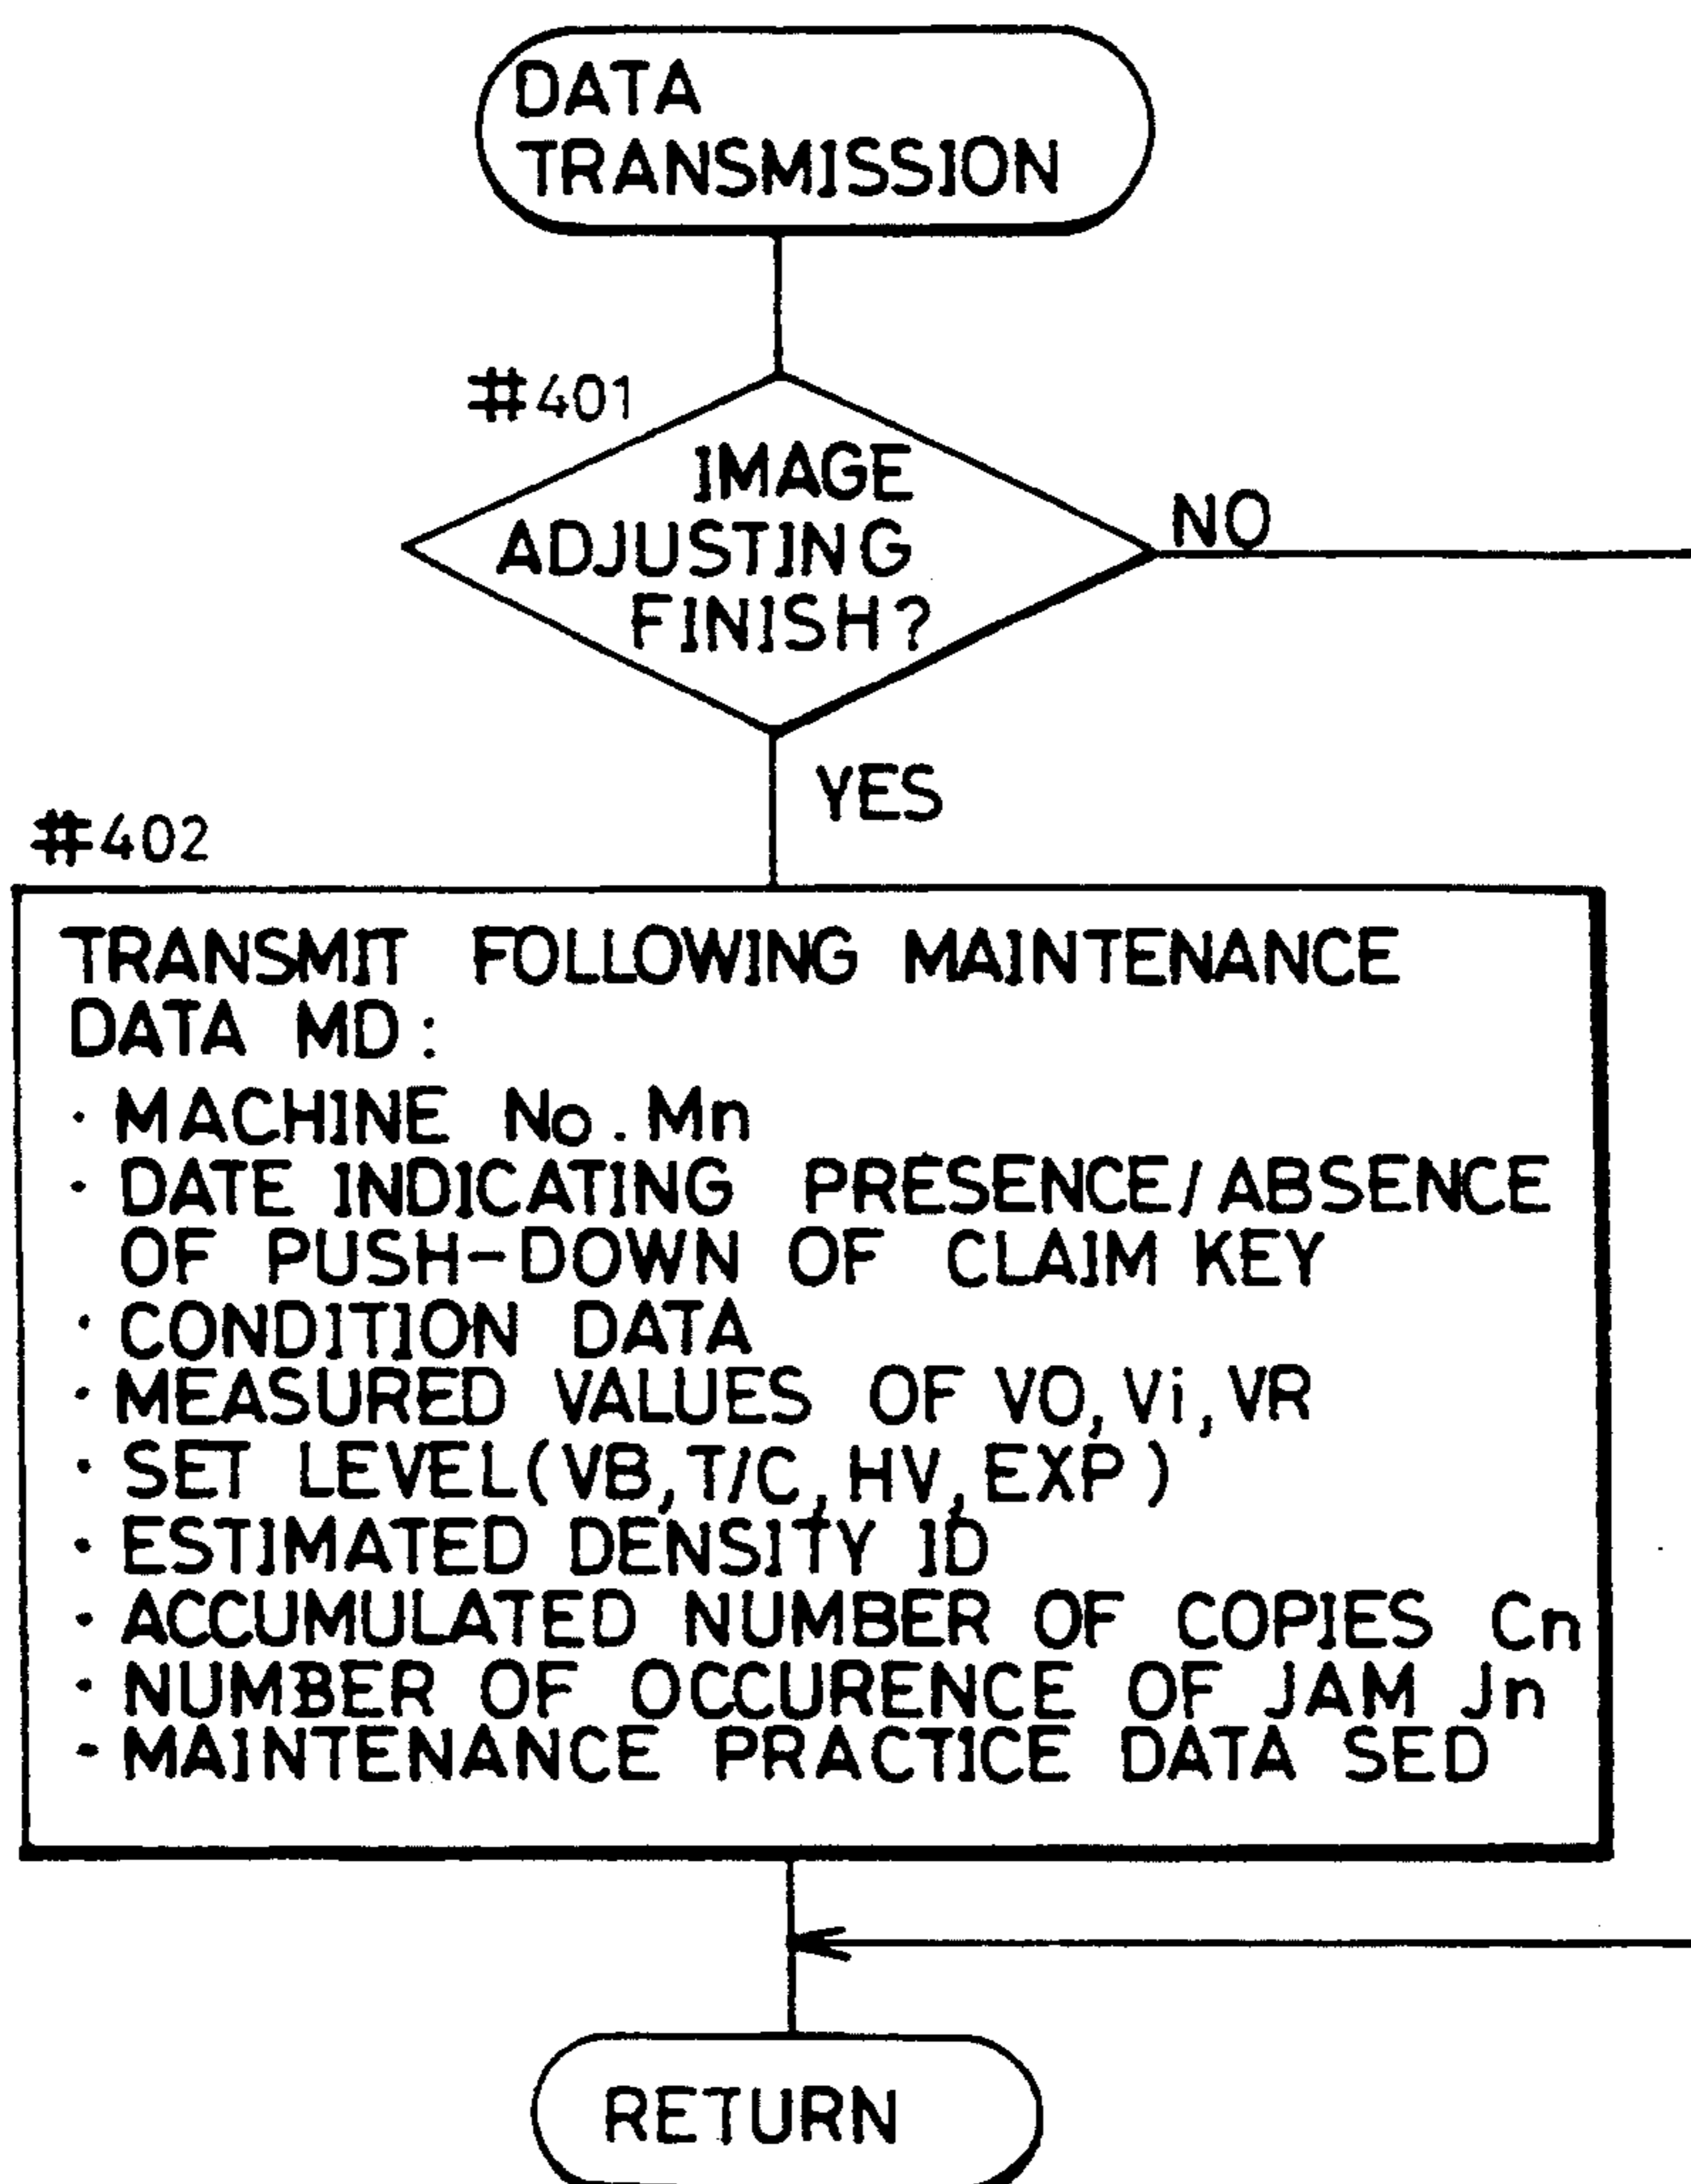 DATA
TRANSMISSION
#401
IMAGE
ADJUSTING
FINISH?
NO
YES
#402
TRANSMIT FOLLOWING MAINTENANCE
DATA MD:
· MACHINE No. Mn
· DATE INDICATING PRESENCE/ABSENCE
OF PUSH-DOWN OF CLAIM KEY
· CONDITION DATA
· MEASURED VALUES OF VO, Vi, VR
· SET LEVEL(VB, T/C, HV, EXP)
· ESTIMATED DENSITY ID
· ACCUMULATED NUMBER OF COPIES Cn
· NUMBER OF OCCURENCE OF JAM Jn
· MAINTENANCE PRACTICE DATA SED
RETURN